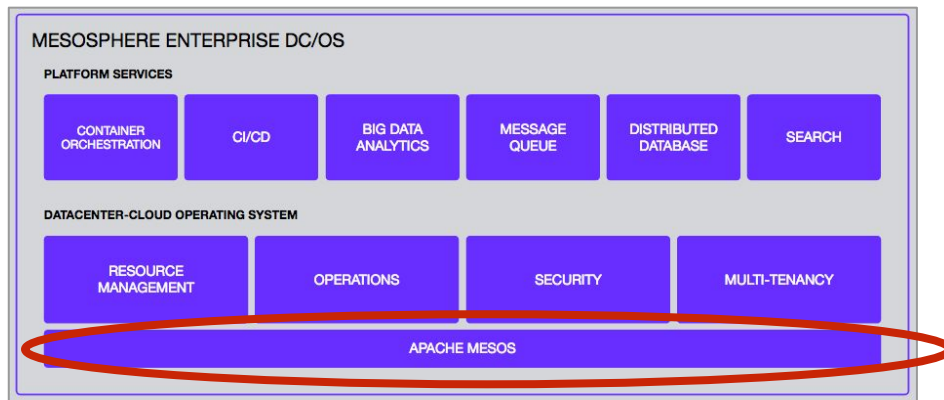 MESOSPHERE ENTERPRISE DC/OS
PLATFORM SERVICES
CONTAINER
ORCHESTRATION
CI/CD
BIG DATA
ANALYTICS
MESSAGE
QUEUE
DISTRIBUTED
DATABASE
SEARCH
DATACENTER-CLOUD OPERATING SYSTEM
RESOURCE
MANAGEMENT
OPERATIONS
SECURITY
MULTI-TENANCY
APACHE MESOS